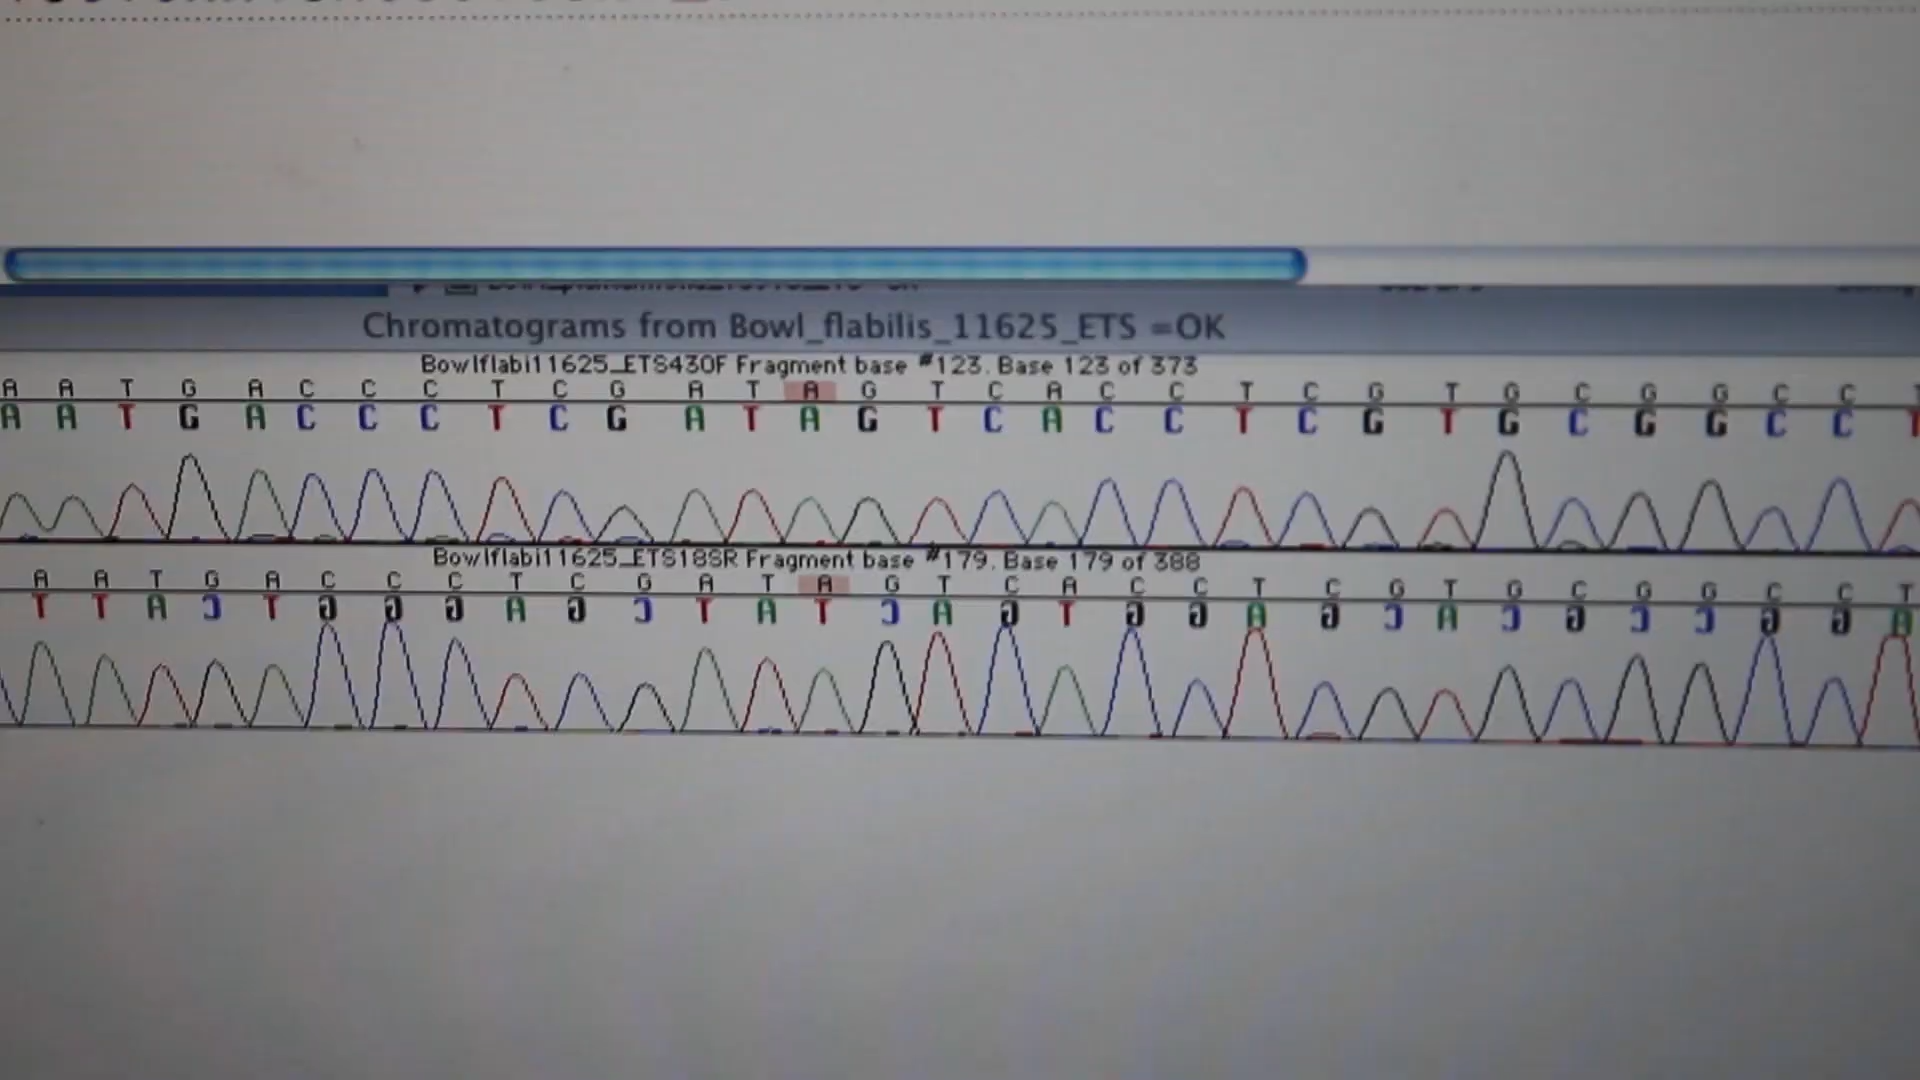 Chromatograms from Bowl_flabilis_11625_ETS =OK
Bowlflabi11625_ETS430F Fragment base #123. Base 123 of 373
A A T G A C C C T C G A T A G T C A C C T C G T G C G G C C T
A A T G A C C C T C G A T A G T C A C C T C G T G C G G C C T
Bowlflabi11625_ETS18SR Fragment base #179. Base 179 of 388
A A T G A C C C T C G A T A G T C A C C T C G T G C G G C C T
T T A C T G G G A G C T A T C A G T G G A G C A C G C C G G A